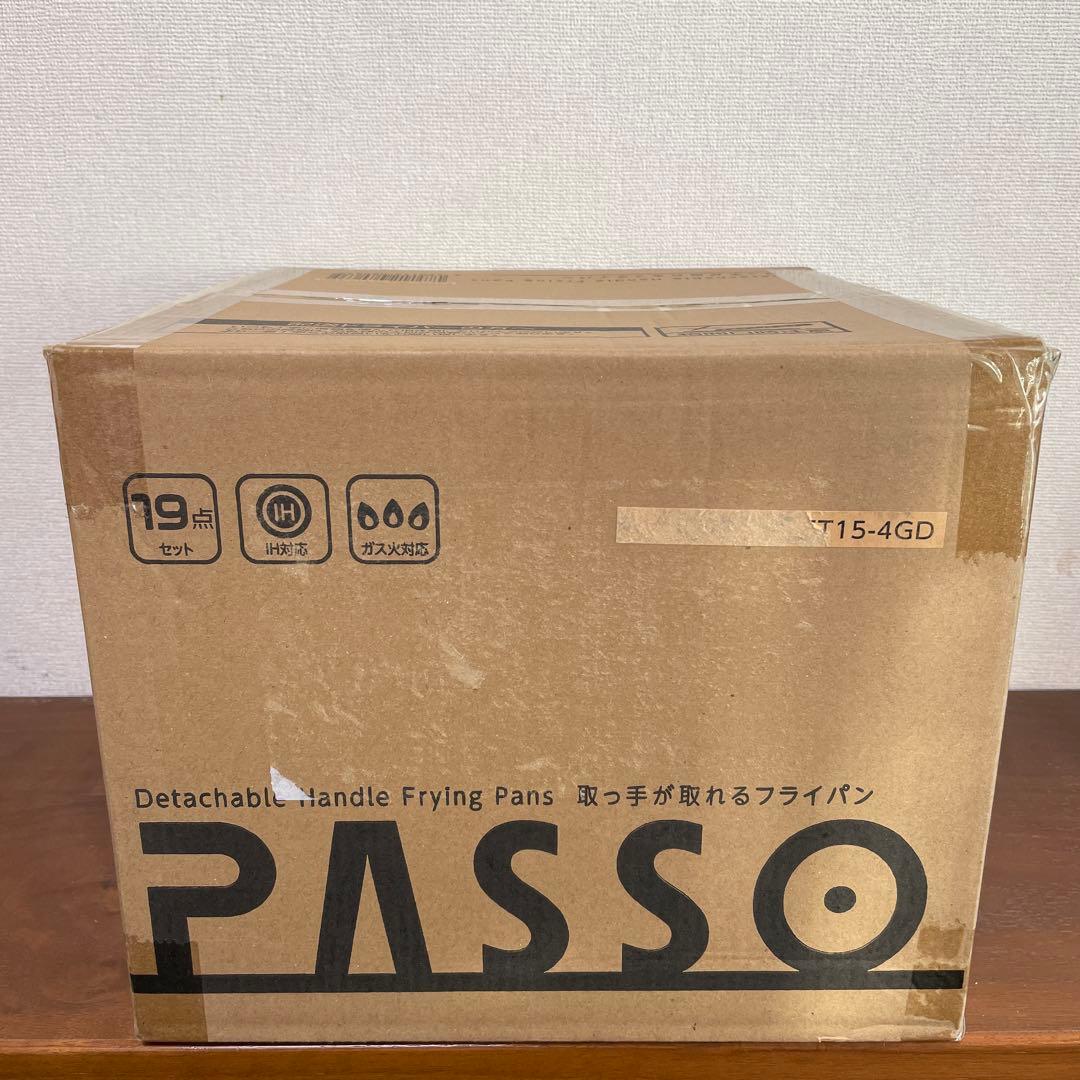 19点
セット
IH
IH対応
ガス火対応
T15-4GD
Detachable Handle Frying Pans 取っ手が取れるフライパン
PASSO